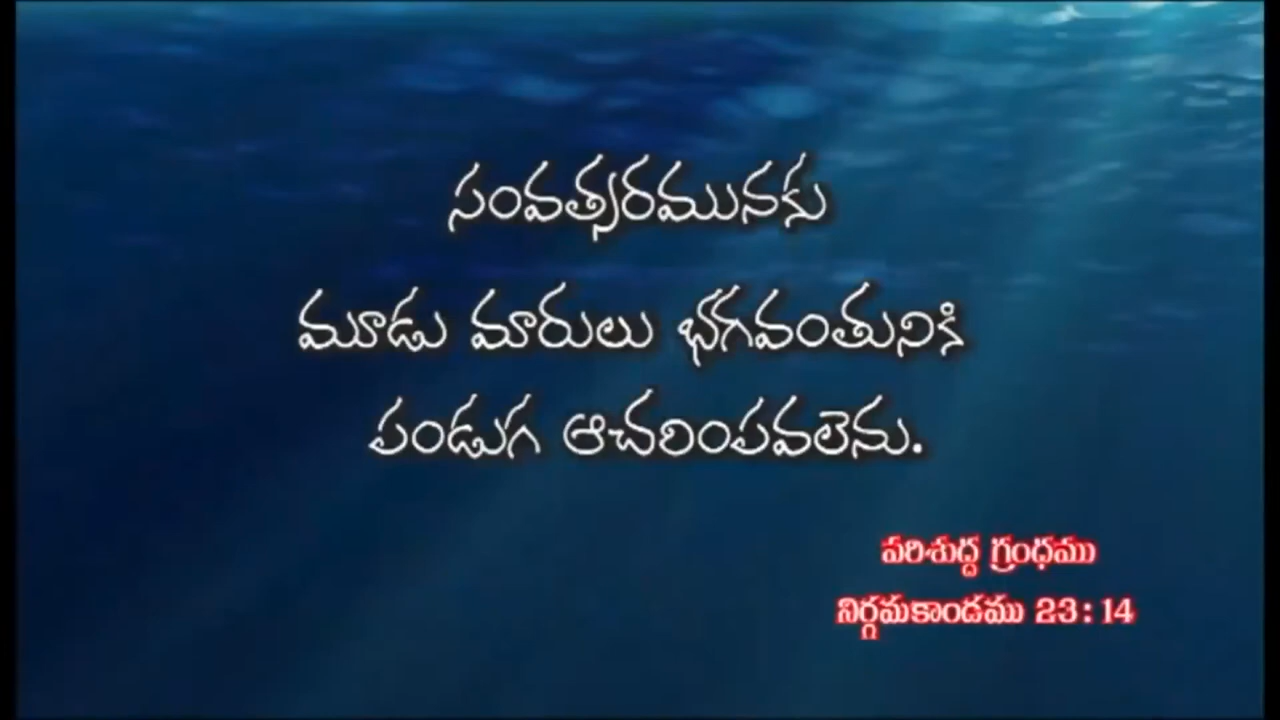 సంవత్సరమునకు
మూడు మారులు భగవంతునికి
పండుగ ఆచరింపవలెను.
పరిశుద్ద గ్రంధము
నిర్గమకాండము 23:14